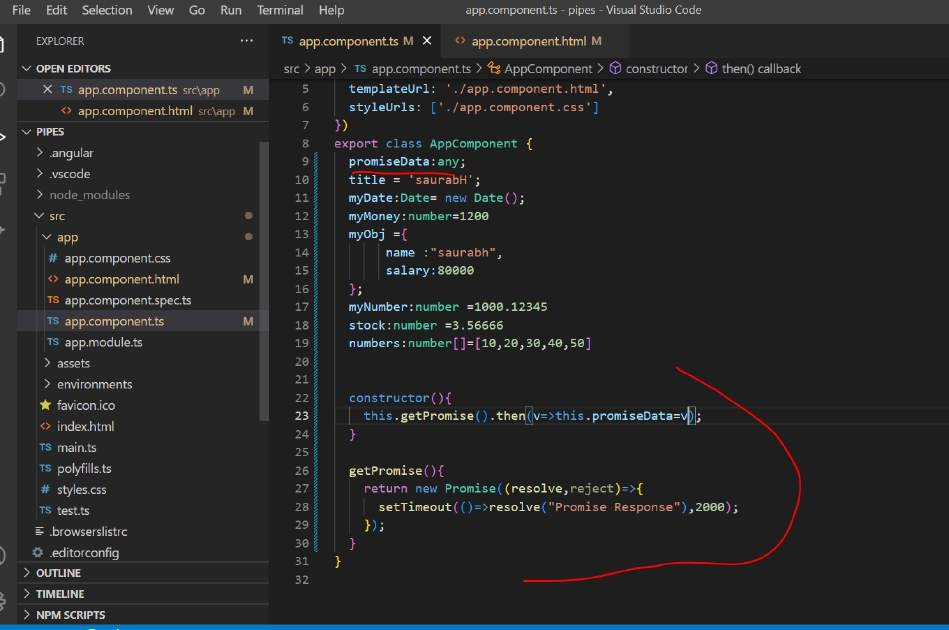 File Edit Selection View Go Run Terminal Help
app.component.ts - pipes - Visual Studio Code
EXPLORER ...
OPEN EDITORS
TS app.component.ts src\app M
<> app.component.html src\app M
PIPES
.angular
.vscode
node_modules
src
app
# app.component.css
<> app.component.html M
TS app.component.spec.ts
TS app.component.ts M
TS app.module.ts
assets
environments
favicon.ico
<> index.html
TS main.ts
TS polyfills.ts
# styles.css
TS test.ts
.browserslistrc
.editorconfig
OUTLINE
TIMELINE
NPM SCRIPTS
TS app.component.ts M
<> app.component.html M
src > app > TS app.component.ts > AppComponent > constructor > then() callback
5 templateUrl: './app.component.html',
6 styleUrls: ['./app.component.css']
7 })
8 export class AppComponent {
9 promiseData:any;
10 title = 'saurabH';
11 myDate:Date= new Date();
12 myMoney:number=1200
13 myObj ={
14 name :"saurabh",
15 salary:80000
16 };
17 myNumber:number =1000.12345
18 stock:number =3.56666
19 numbers:number[]=[10,20,30,40,50]
20
21
22 constructor(){
23 this.getPromise().then(v=>this.promiseData=v);
24 }
25
26 getPromise(){
27 return new Promise((resolve,reject)=>{
28 setTimeout(()=>resolve("Promise Response"),2000);
29 });
30 }
31 }
32